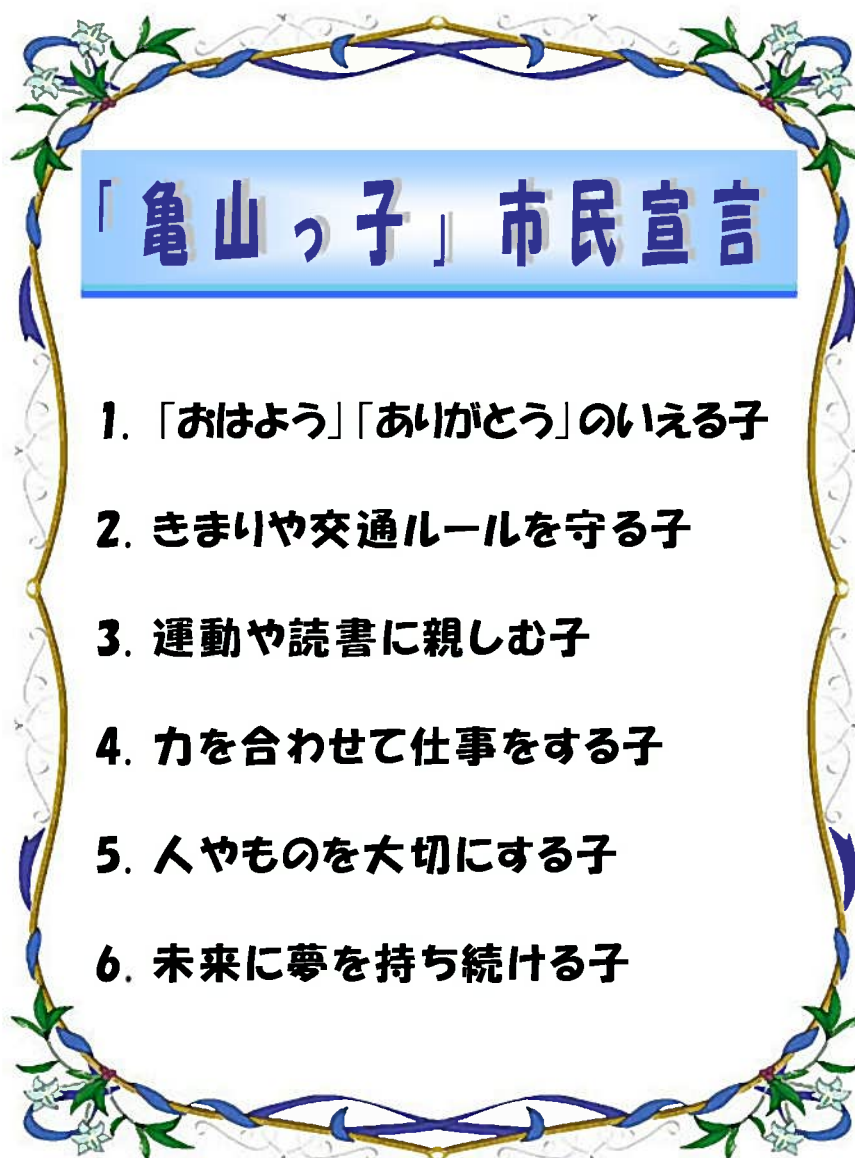 「亀山っ子」市民宣言
1. 「おはよう」「ありがとう」のいえる子
2. きまりや交通ルールを守る子
3. 運動や読書に親しむ子
4. 力を合わせて仕事をする子
5. 人やものを大切にする子
6. 未来に夢を持ち続ける子